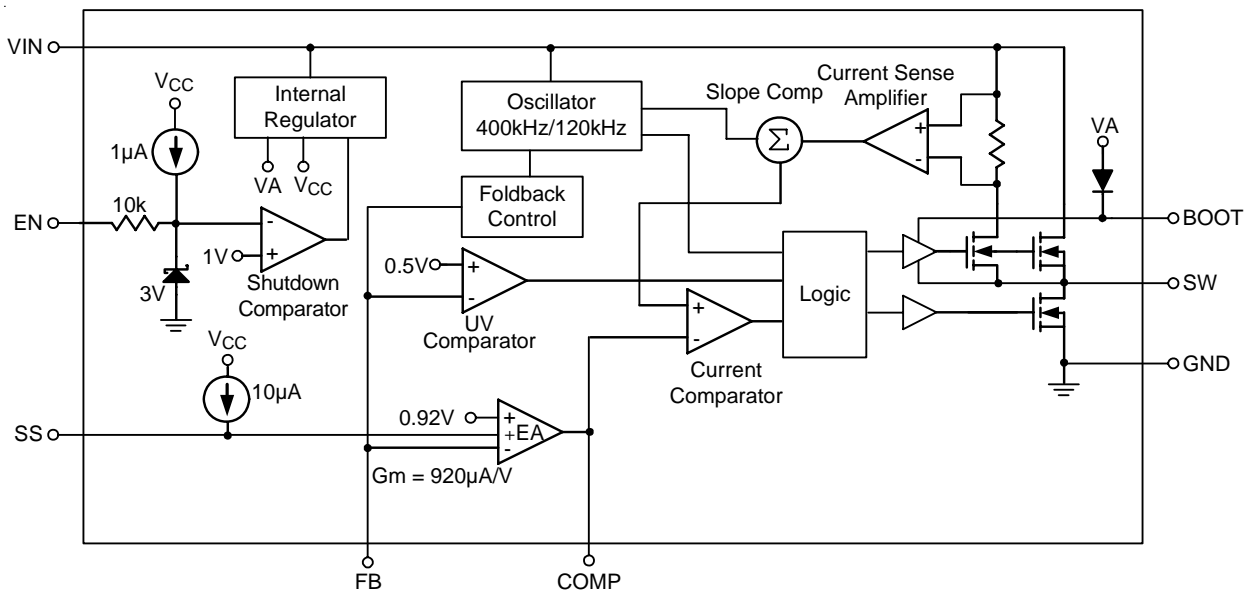 VIN
VCC
Internal
Regulator
Oscillator
400kHz/120kHz
Slope Comp
Current Sense
Amplifier
Σ
+
-
VA
1µA
VA
VCC
Foldback
Control
EN
10k
-
+
1V
3V
Shutdown
Comparator
0.5V
+
-
UV
Comparator
+
-
Current
Comparator
Logic
BOOT
SW
GND
VCC
10µA
SS
0.92V
+
+EA
-
Gm = 920µA/V
FB
COMP